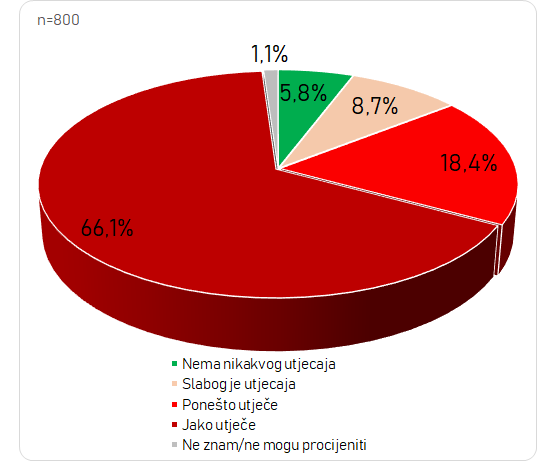 n=800
1,1%
5,8%
8,7%
18,4%
66,1%
Nema nikakvog utjecaja
Slabog je utjecaja
Ponešto utječe
Jako utječe
Ne znam/ne mogu procijeniti